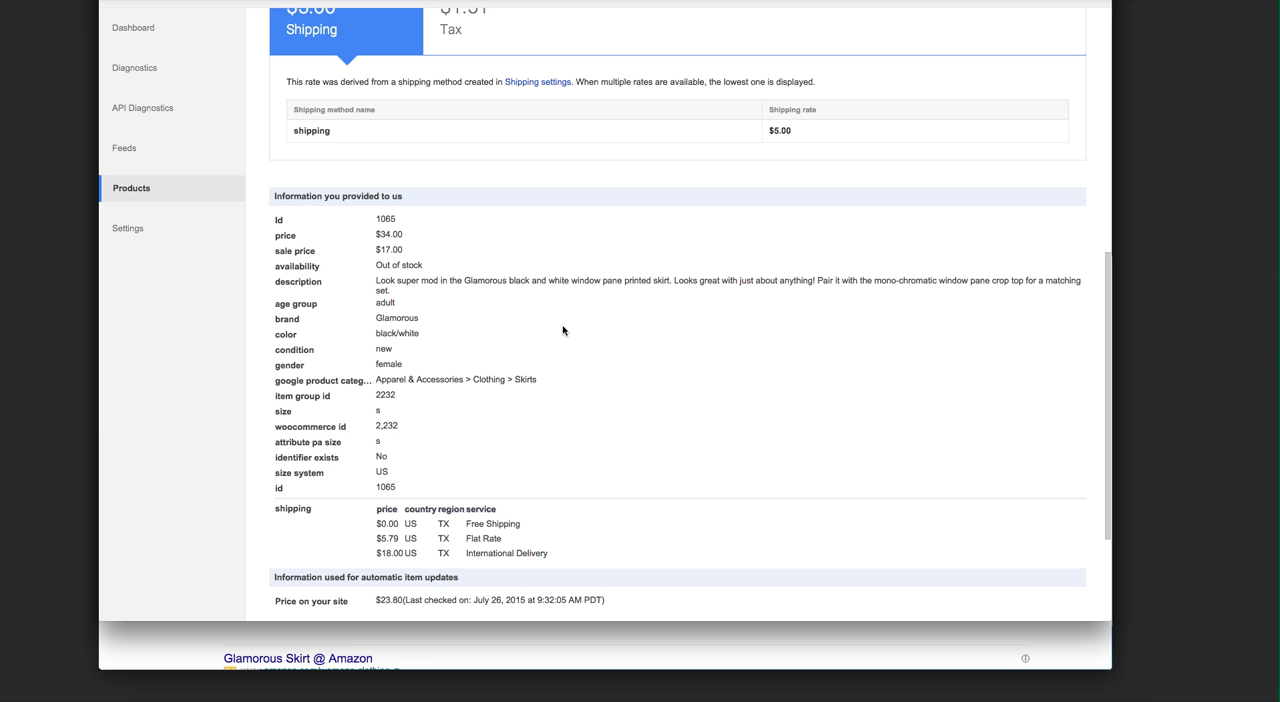 Dashboard
Diagnostics
API Diagnostics
Feeds
Products
Settings
Shipping
Tax
This rate was derived from a shipping method created in Shipping settings. When multiple rates are available, the lowest one is displayed.
Shipping method name Shipping rate
shipping $5.00
Information you provided to us
Id 1065
price $34.00
sale price $17.00
availability Out of stock
description Look super mod in the Glamorous black and white window pane printed skirt. Looks great with just about anything! Pair it with the mono-chromatic window pane crop top for a matching
set.
age group adult
brand Glamorous
color black/white
condition new
gender female
google product categ... Apparel & Accessories > Clothing > Skirts
item group id 2232
size s
woocommerce id 2,232
attribute pa size s
identifier exists No
size system US
id 1065
shipping price country region service
$0.00 US TX Free Shipping
$5.79 US TX Flat Rate
$18.00 US TX International Delivery
Information used for automatic item updates
Price on your site $23.80(Last checked on: July 26, 2015 at 9:32:05 AM PDT)
Glamorous Skirt @ Amazon